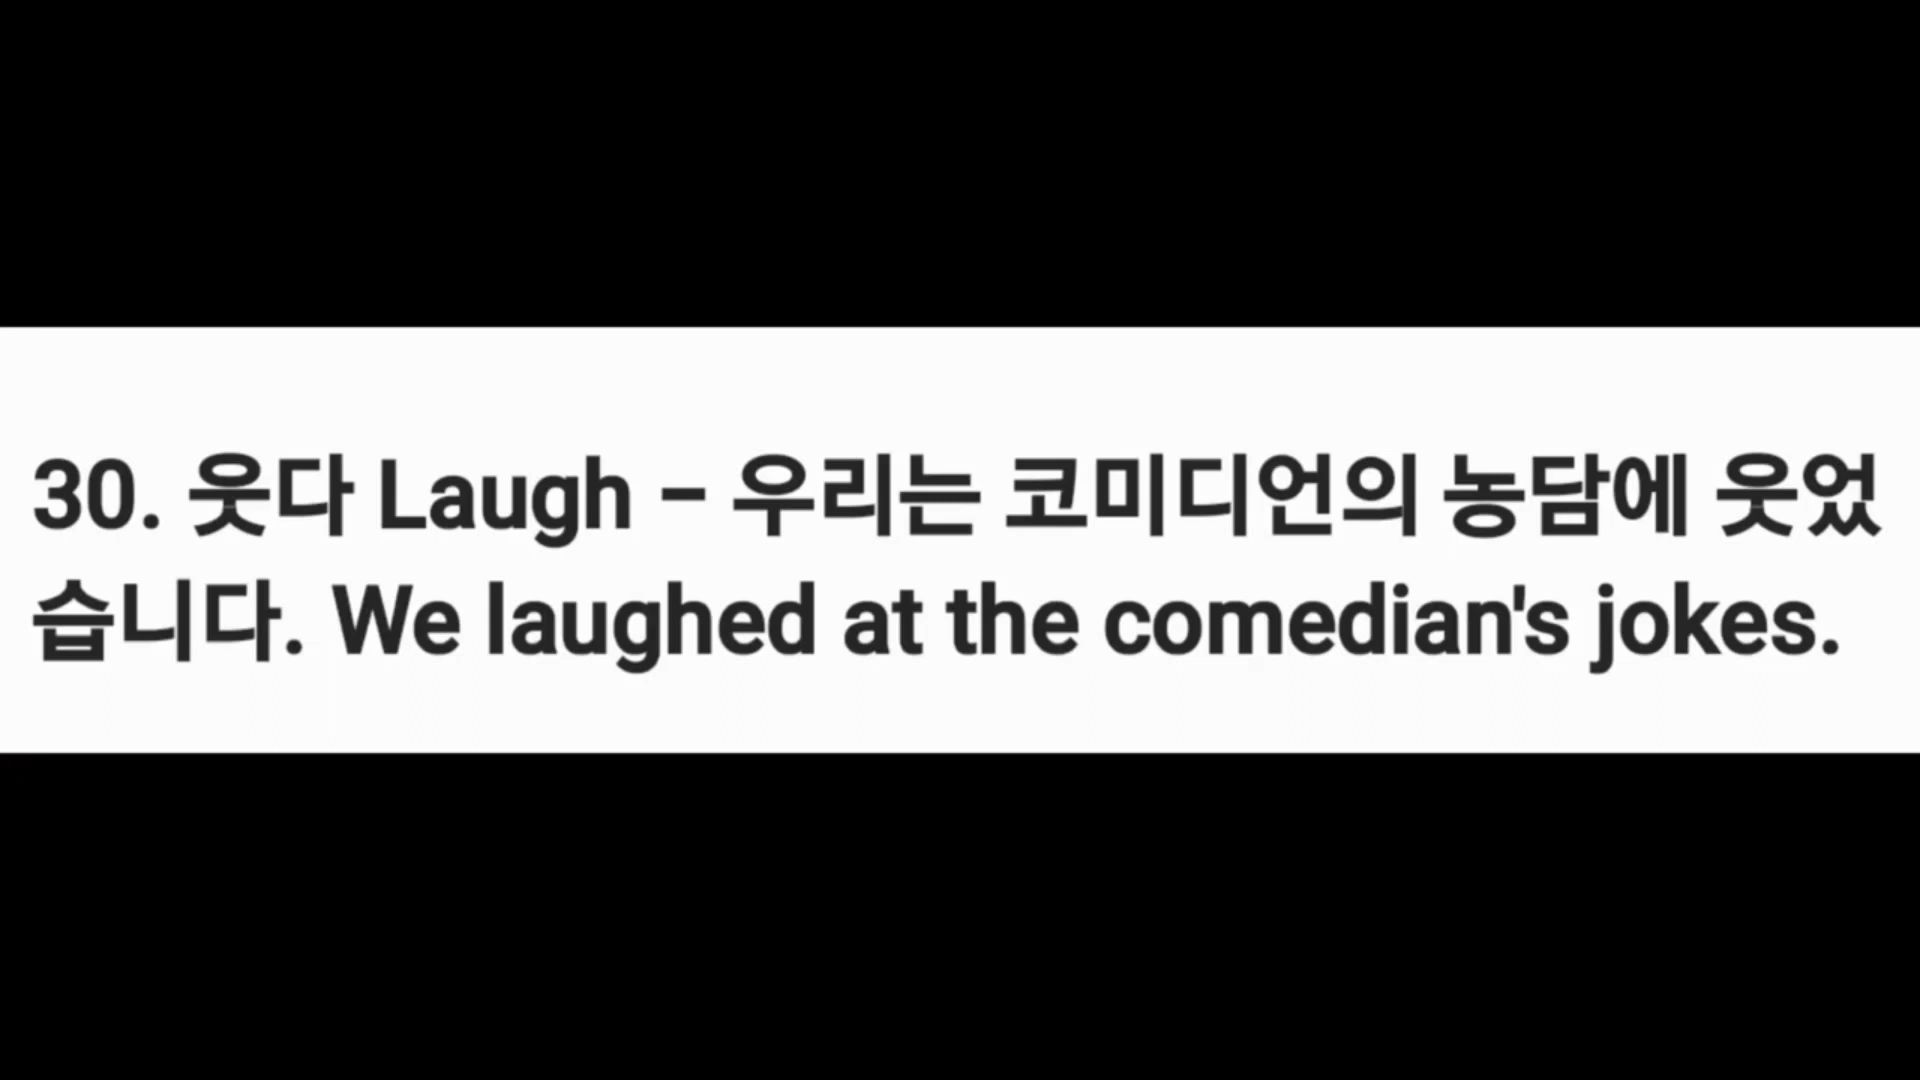 30. 웃다 Laugh – 우리는 코미디언의 농담에 웃었
습니다. We laughed at the comedian's jokes.